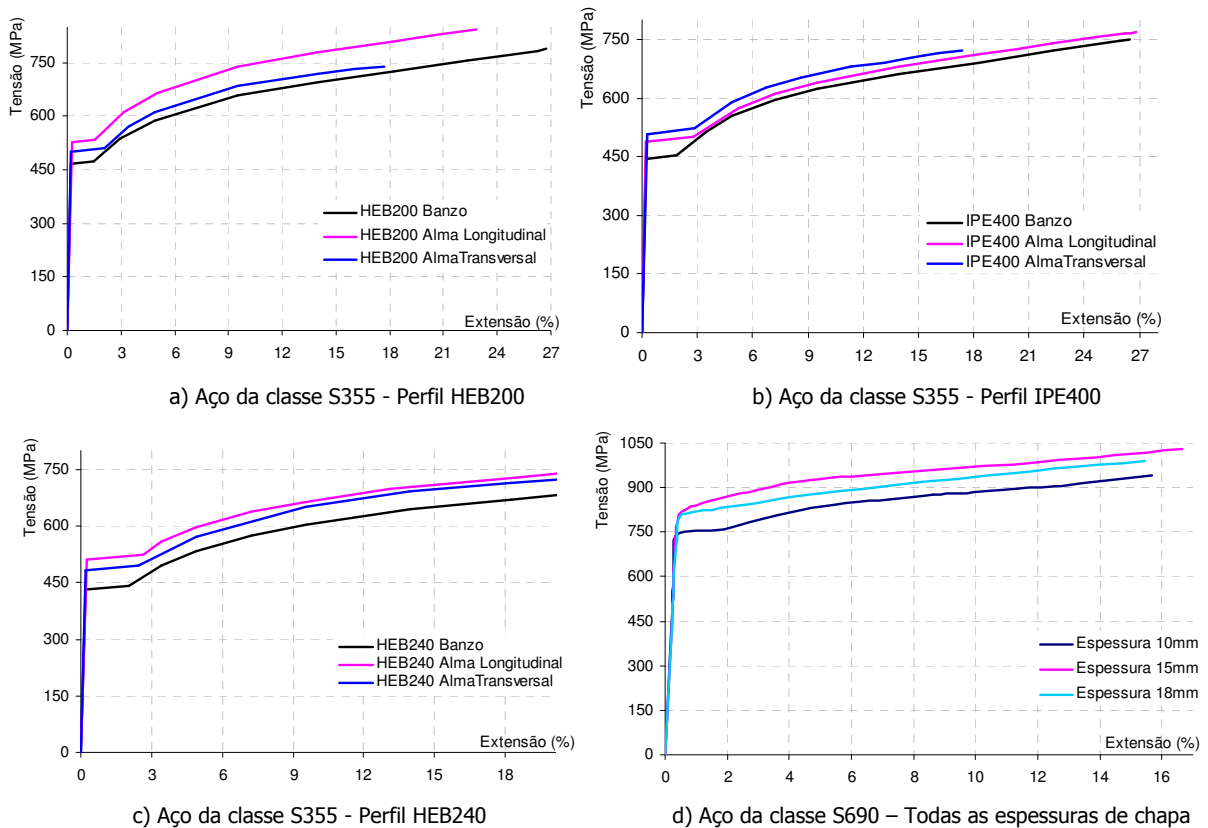 Tensão (MPa)
750
600
450
300
150
0
HEB200 Banzo
HEB200 Alma Longitudinal
HEB200 AlmaTransversal
Extensão (%)
0 3 6 9 12 15 18 21 24 27
a) Aço da classe S355 - Perfil HEB200
Tensão (MPa)
750
600
450
300
150
0
IPE400 Banzo
IPE400 Alma Longitudinal
IPE400 AlmaTransversal
Extensão (%)
0 3 6 9 12 15 18 21 24 27
b) Aço da classe S355 - Perfil IPE400
Tensão (MPa)
750
600
450
300
150
0
HEB240 Banzo
HEB240 Alma Longitudinal
HEB240 AlmaTransversal
Extensão (%)
0 3 6 9 12 15 18
c) Aço da classe S355 - Perfil HEB240
Tensão (MPa)
1050
900
750
600
450
300
150
0
Espessura 10mm
Espessura 15mm
Espessura 18mm
Extensão (%)
0 2 4 6 8 10 12 14 16
d) Aço da classe S690 – Todas as espessuras de chapa